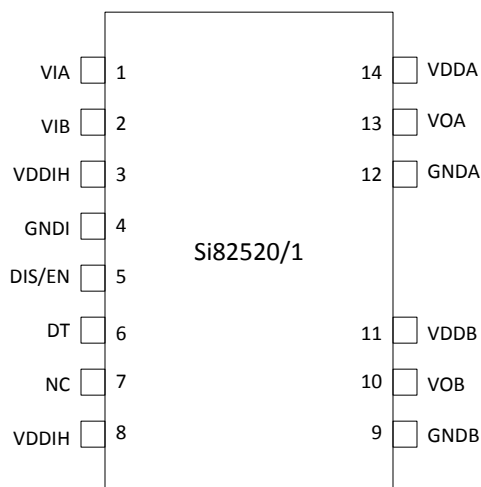 VIA 1 14 VDDA
VIB 2 13 VOA
VDDIH 3 12 GNDA
GNDI 4
Si82520/1
DIS/EN 5
DT 6 11 VDDB
NC 7 10 VOB
VDDIH 8 9 GNDB